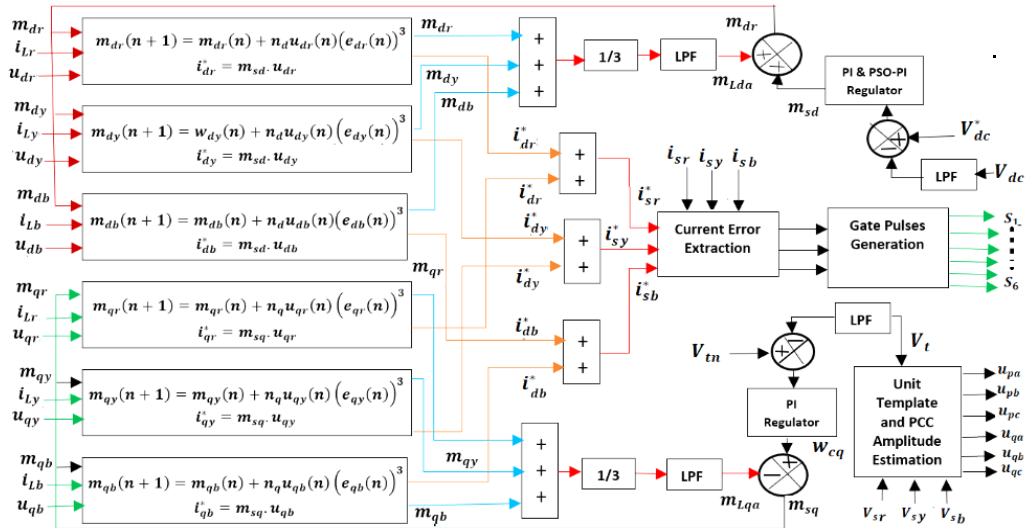 m_dr
i_Lr
u_dr
m_dr(n + 1) = m_dr(n) + n_d u_dr(n)(e_dr(n))^3
i*_dr = m_sd. u_dr
m_dy
i_Ly
u_dy
m_dy(n + 1) = w_dy(n) + n_d u_dy(n)(e_dy(n))^3
i*_dy = m_sd. u_dy
m_db
i_Lb
u_db
m_db(n + 1) = m_db(n) + n_d u_db(n)(e_db(n))^3
i*_db = m_sd. u_db
m_qr
i_Lr
u_qr
m_qr(n + 1) = m_qr(n) + n_q u_qr(n)(e_qr(n))^3
i*_qr = m_sq. u_qr
m_qy
i_Ly
u_qy
m_qy(n + 1) = m_qy(n) + n_q u_qy(n)(e_qy(n))^3
i*_qy = m_sq. u_qy
m_qb
i_Lb
u_qb
m_qb(n + 1) = m_qb(n) + n_q u_qb(n)(e_qb(n))^3
i*_qb = m_sq. u_qb
m_dr
m_dy
m_db
+
+
+
1/3
LPF
m_Lda
m_dr
+
+
m_sd
PI & PSO-PI
Regulator
+
−
V*_dc
LPF
V_dc
i*_dr
i*_dr
+
+
i*_sr
i*_dy
i*_dy
+
+
i*_sy
i*_db
i*_db
+
+
i*_sb
i_sr
i_sy
i_sb
Current Error
Extraction
Gate Pulses
Generation
S_1
S_6
m_qr
m_qy
m_qb
+
+
+
1/3
LPF
m_Lqa
−
+
m_sq
w_cq
PI
Regulator
V_tn
+
−
LPF
V_t
Unit
Template
and PCC
Amplitude
Estimation
u_pa
u_pb
u_pc
u_qa
u_qb
u_qc
V_sr
V_sy
V_sb